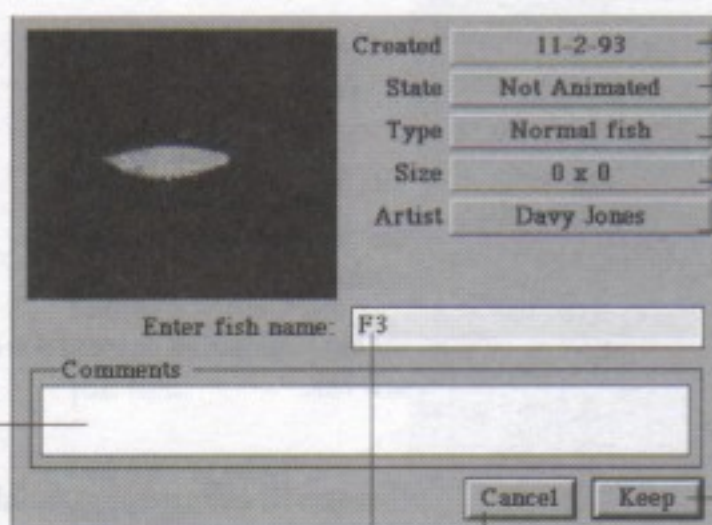 Created 11-2-93
State Not Animated
Type Normal fish
Size 0 x 0
Artist Davy Jones
Enter fish name: F3
Comments
Cancel Keep